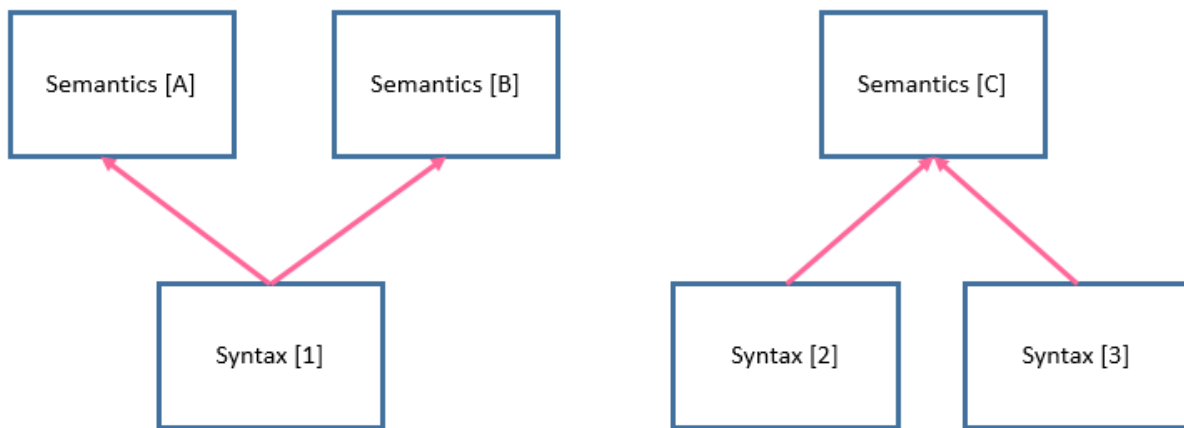 Semantics [A]
Semantics [B]
Semantics [C]
Syntax [1]
Syntax [2]
Syntax [3]